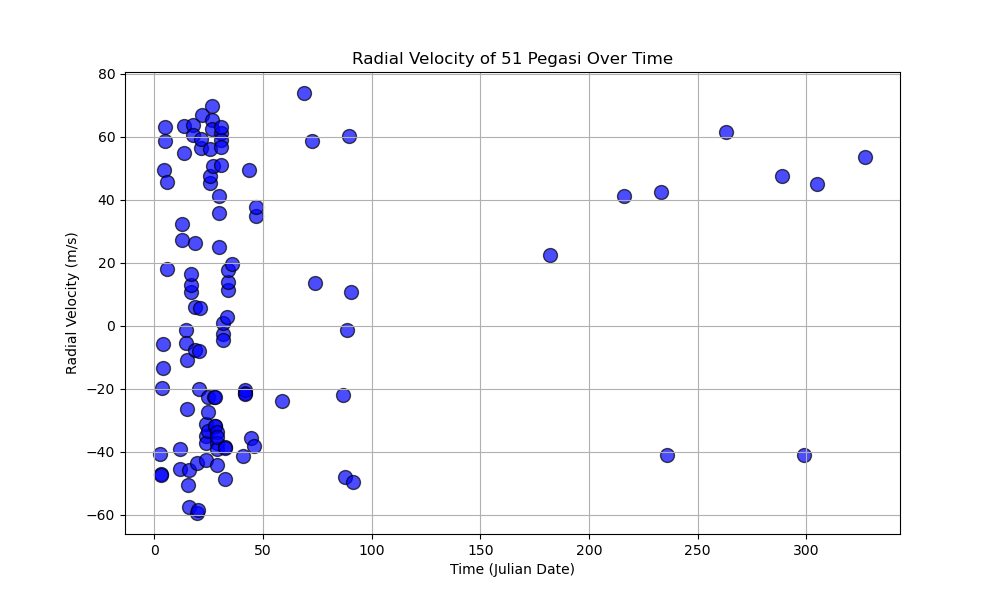 Radial Velocity of 51 Pegasi Over Time
80
60
40
20
0
−20
−40
−60
Radial Velocity (m/s)
0 50 100 150 200 250 300
Time (Julian Date)